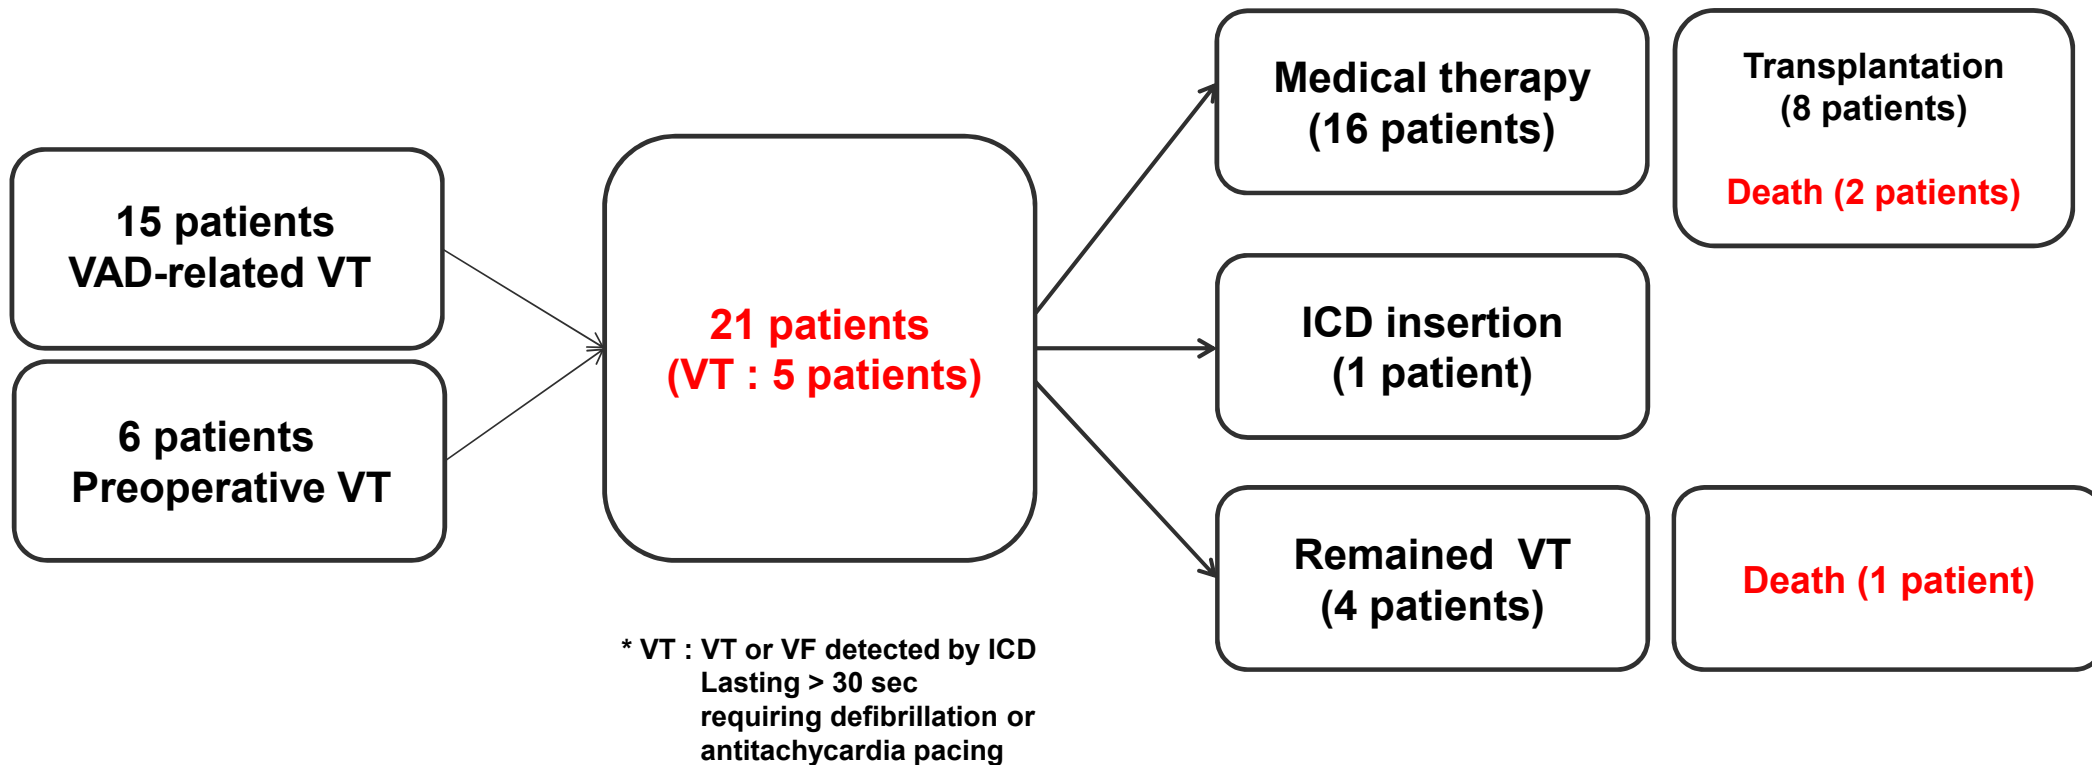 15 patients
VAD-related VT
6 patients
Preoperative VT
21 patients
(VT : 5 patients)
* VT : VT or VF detected by ICD
Lasting > 30 sec
requiring defibrillation or
antitachycardia pacing
Medical therapy
(16 patients)
Transplantation
(8 patients)
Death (2 patients)
ICD insertion
(1 patient)
Remained VT
(4 patients)
Death (1 patient)